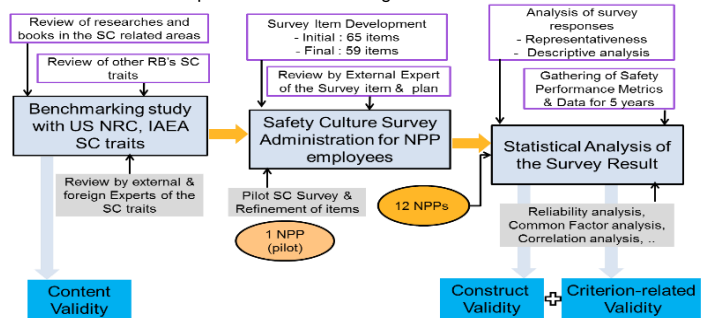 Review of researches and
books in the SC related areas
Review of other RB's SC
traits
Benchmarking study
with US NRC, IAEA
SC traits
Review by external &
foreign Experts of the
SC traits
Content
Validity
Survey Item Development
- Initial : 65 items
- Final : 59 items
Review by External Expert
of the Survey item & plan
Safety Culture Survey
Administration for NPP
employees
Pilot SC Survey &
Refinement of items
1 NPP
(pilot)
12 NPPs
Analysis of survey
responses
- Representativeness
- Descriptive analysis
Gathering of Safety
Performance Metrics
& Data for 5 years
Statistical Analysis of
the Survey Result
Reliability analysis,
Common Factor analysis,
Correlation analysis, ..
Construct
Validity
Criterion-related
Validity